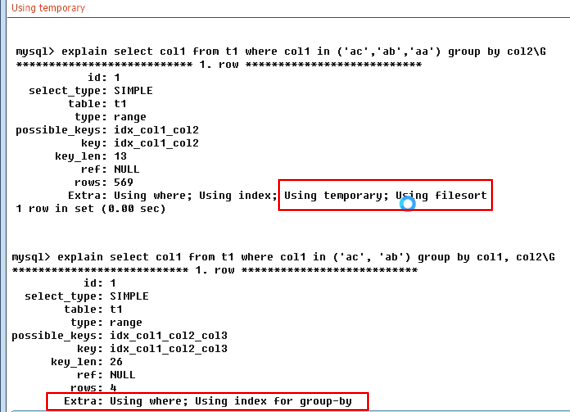 Using temporary
mysql> explain select col1 from t1 where col1 in ('ac','ab','aa') group by col2\G
*************************** 1. row ***************************
id: 1
select_type: SIMPLE
table: t1
type: range
possible_keys: idx_col1_col2
key: idx_col1_col2
key_len: 13
ref: NULL
rows: 569
Extra: Using where; Using index; Using temporary; Using filesort
1 row in set (0.00 sec)
mysql> explain select col1 from t1 where col1 in ('ac', 'ab') group by col1, col2\G
*************************** 1. row ***************************
id: 1
select_type: SIMPLE
table: t1
type: range
possible_keys: idx_col1_col2_col3
key: idx_col1_col2_col3
key_len: 26
ref: NULL
rows: 4
Extra: Using where; Using index for group-by